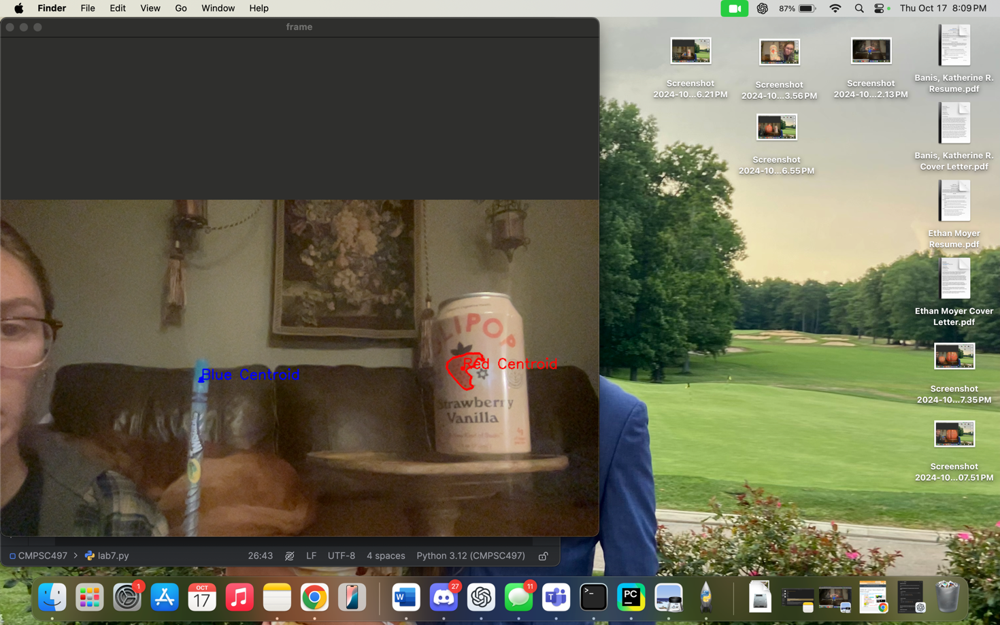 Finder File Edit View Go Window Help
87% Thu Oct 17 8:09 PM
frame
Screenshot
2024-10...6.21 PM
Screenshot
2024-10...3.56 PM
Screenshot
2024-10...2.13 PM
Banis, Katherine R.
Resume.pdf
Screenshot
2024-10...6.55 PM
Banis, Katherine R.
Cover Letter.pdf
Ethan Moyer
Resume.pdf
Ethan Moyer Cover
Letter.pdf
Screenshot
2024-10...7.35 PM
Screenshot
2024-10...07.51 PM
LIPOP
Red Centroid
Blue Centroid
Strawberry
Vanilla
CMPSC497 > lab7.py 26:43 LF UTF-8 4 spaces Python 3.12 (CMPSC497)
1
OCT
17
W
27
11
T
>_
PC